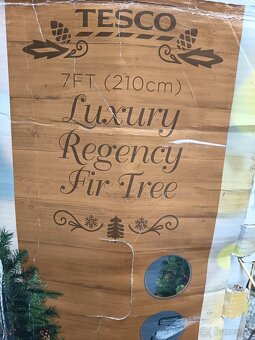 TESCO
7FT (210cm)
Luxury
Regency
Fir Tree